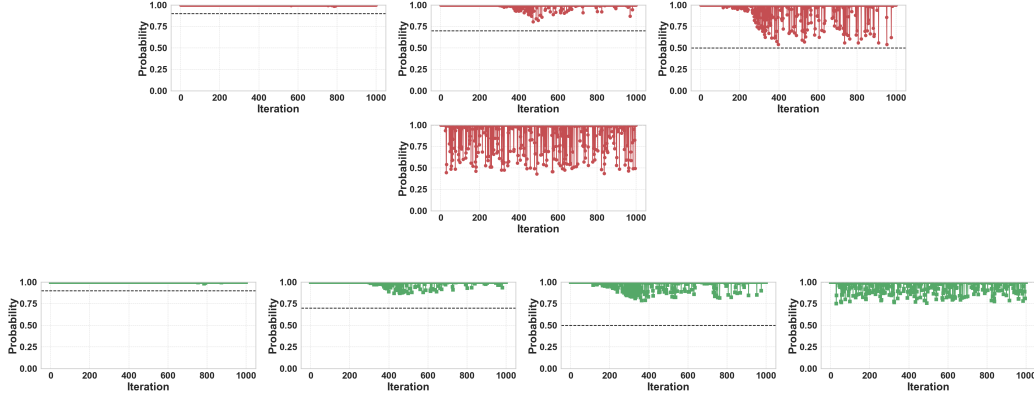 1.00 1.00 1.00
0.75 0.75 0.75
0.50 0.50 0.50
0.25 0.25 0.25
0.00 0.00 0.00
Probability Probability Probability
0 200 400 600 800 1000 0 200 400 600 800 1000 0 200 400 600 800 1000
Iteration Iteration Iteration
1.00
0.75
0.50
0.25
0.00
Probability
0 200 400 600 800 1000
Iteration
1.00 1.00 1.00 1.00
0.75 0.75 0.75 0.75
0.50 0.50 0.50 0.50
0.25 0.25 0.25 0.25
0.00 0.00 0.00 0.00
Probability Probability Probability Probability
0 200 400 600 800 1000 0 200 400 600 800 1000 0 200 400 600 800 1000 0 200 400 600 800 1000
Iteration Iteration Iteration Iteration